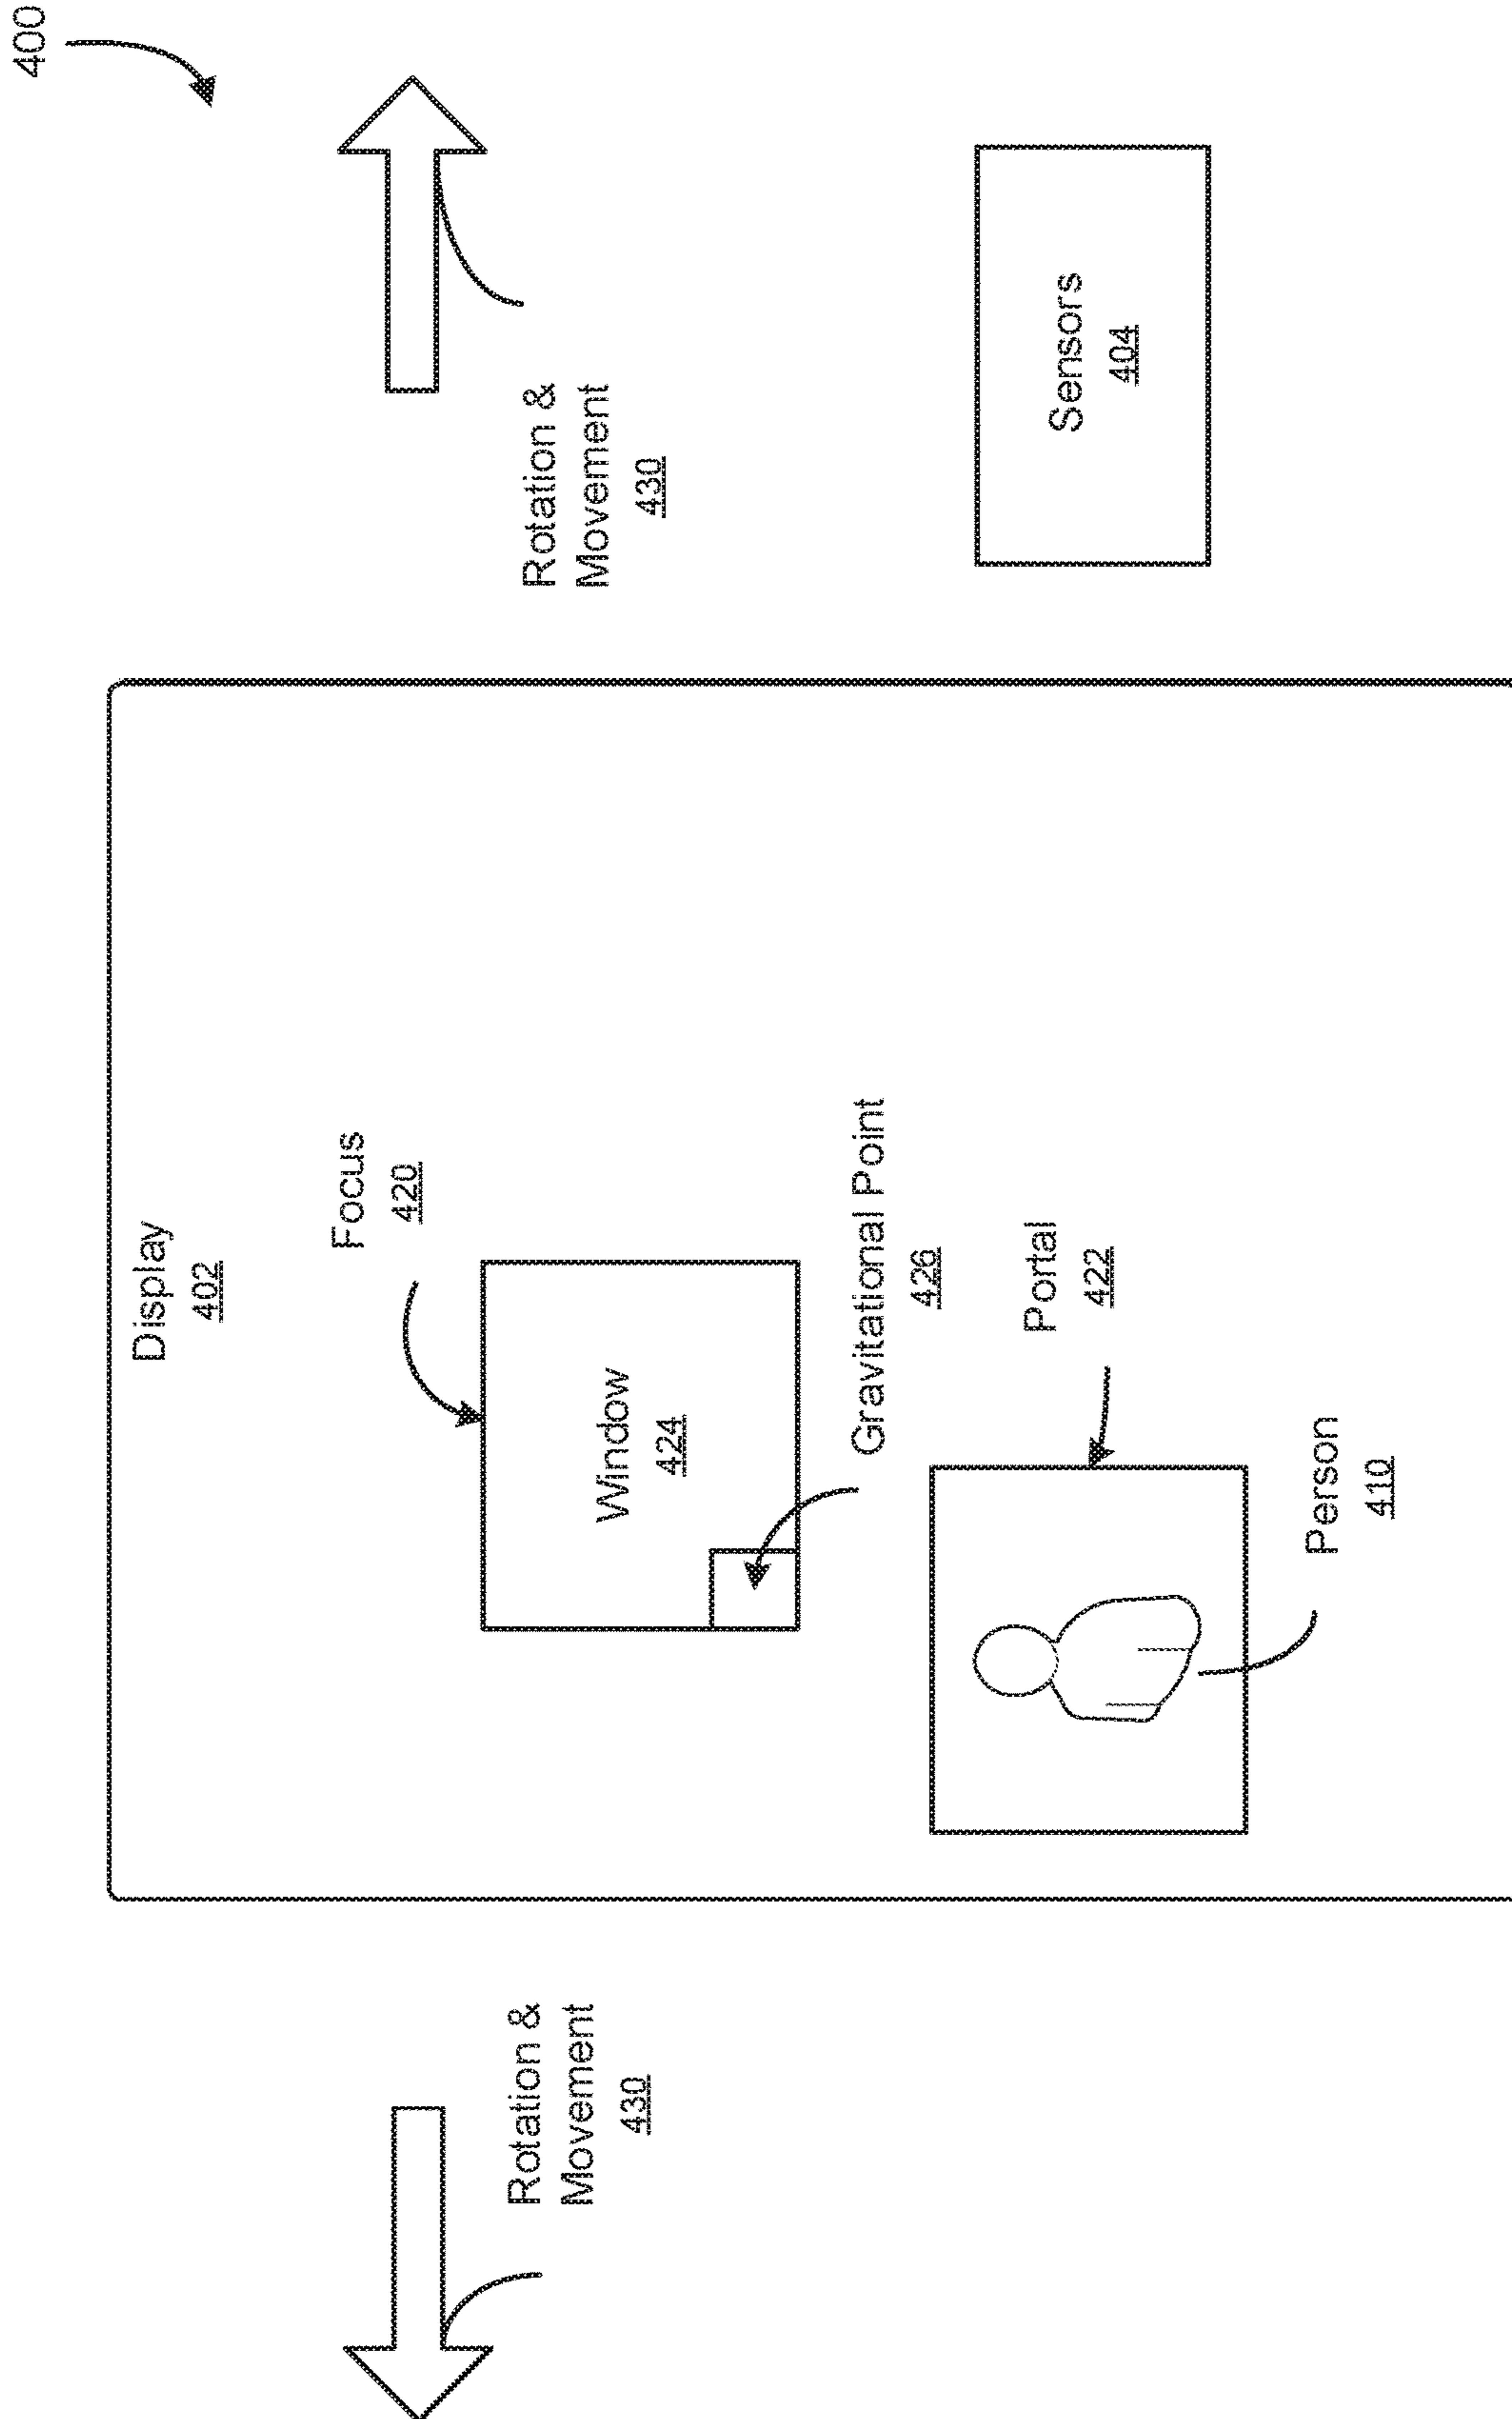 400
Display
402
Focus
420
Rotation &
Movement
430
Rotation &
Movement
430
Window
424
Gravitational Point
426
Portal
422
Sensors
404
Person
410